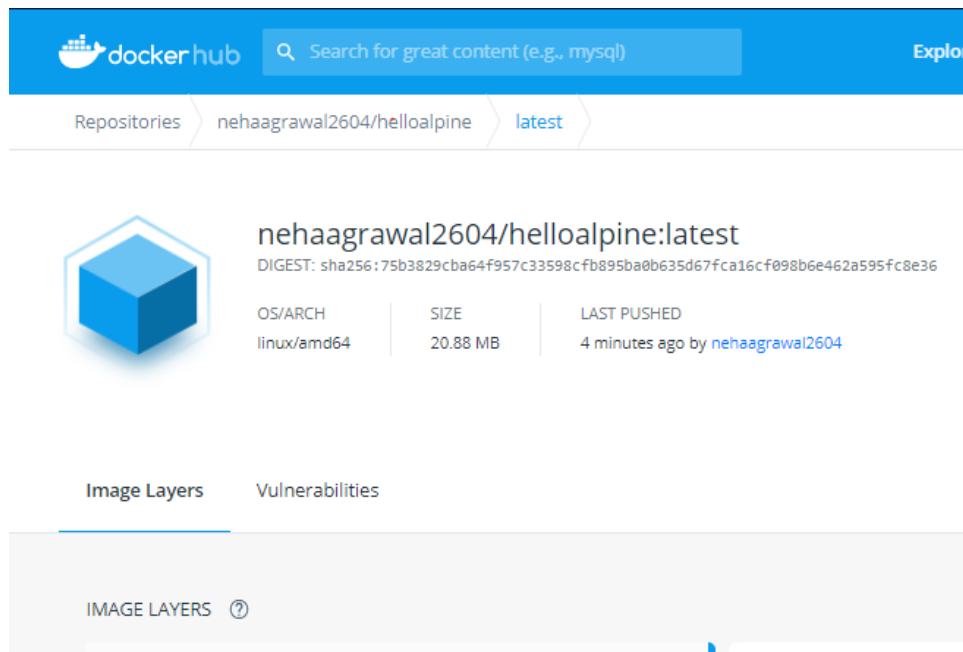 dockerhub
Search for great content (e.g., mysql)
Explo
Repositories nehaagrawal2604/helloalpine latest
nehaagrawal2604/helloalpine:latest
DIGEST: sha256:75b3829cba64f957c33598cfb895ba0b635d67fca16cf098b6e462a595fc8e36
OS/ARCH SIZE LAST PUSHED
linux/amd64 20.88 MB 4 minutes ago by nehaagrawal2604
Image Layers Vulnerabilities
IMAGE LAYERS ?